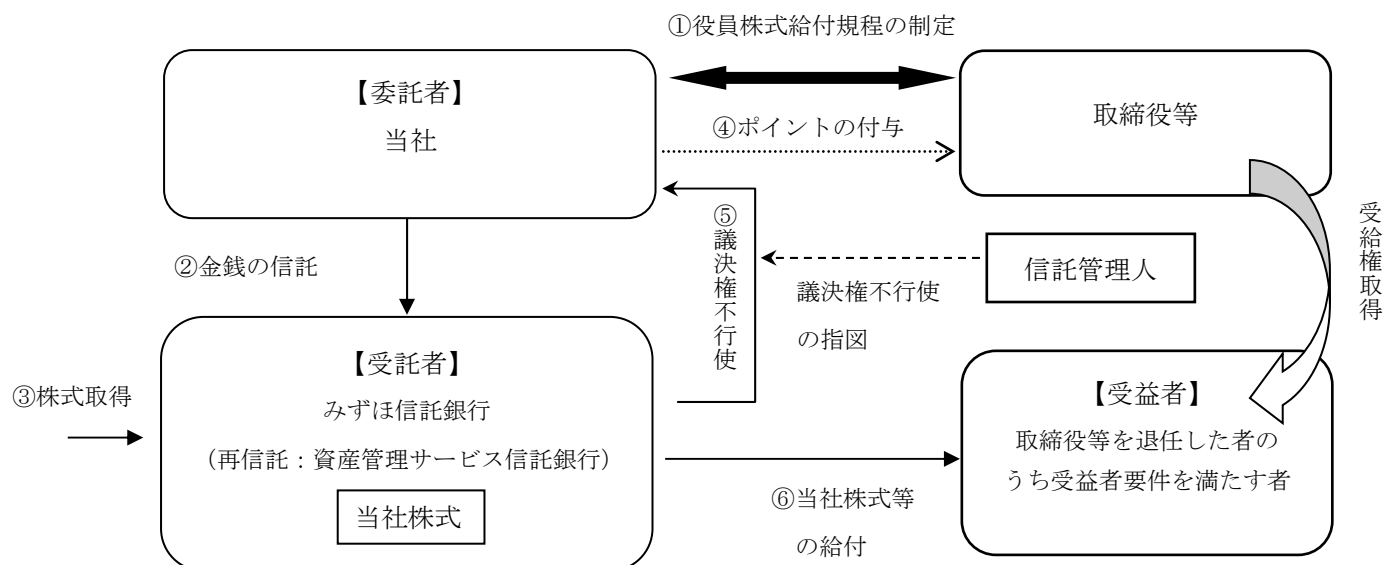 ①役員株式給付規程の制定
【委託者】
当社
取締役等
④ポイントの付与
②金銭の信託
⑤議決権不行使
信託管理人
議決権不行使
の指図
受給権取得
【受託者】
みずほ信託銀行
(再信託：資産管理サービス信託銀行)
当社株式
③株式取得
【受益者】
取締役等を退任した者の
うち受益者要件を満たす者
⑥当社株式等
の給付